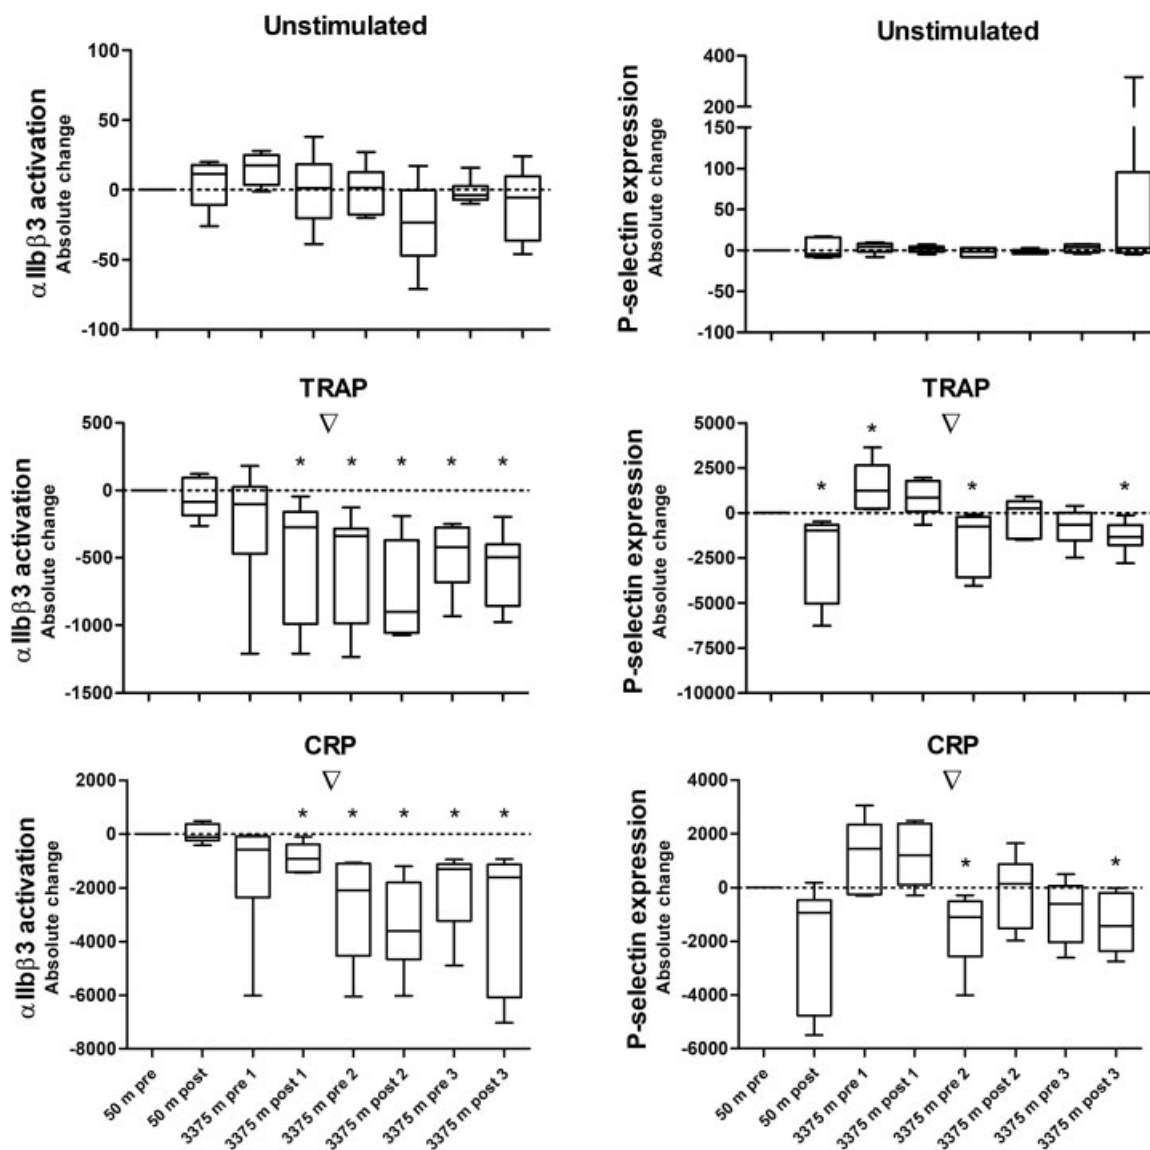 Unstimulated
αIIbβ3 activation
Absolute change
100
50
0
-50
-100
Unstimulated
P-selectin expression
Absolute change
400
200
150
100
50
0
-50
-100
TRAP
αIIbβ3 activation
Absolute change
500
0
-500
-1000
-1500
* * * * *
TRAP
P-selectin expression
Absolute change
5000
2500
0
-2500
-5000
-7500
-10000
* * * *
CRP
αIIbβ3 activation
Absolute change
2000
0
-2000
-4000
-6000
-8000
* * * * *
50 m pre
50 m post
3375 m pre 1
3375 m post 1
3375 m pre 2
3375 m post 2
3375 m pre 3
3375 m post 3
CRP
P-selectin expression
Absolute change
4000
2000
0
-2000
-4000
-6000
* *
50 m pre
50 m post
3375 m pre 1
3375 m post 1
3375 m pre 2
3375 m post 2
3375 m pre 3
3375 m post 3